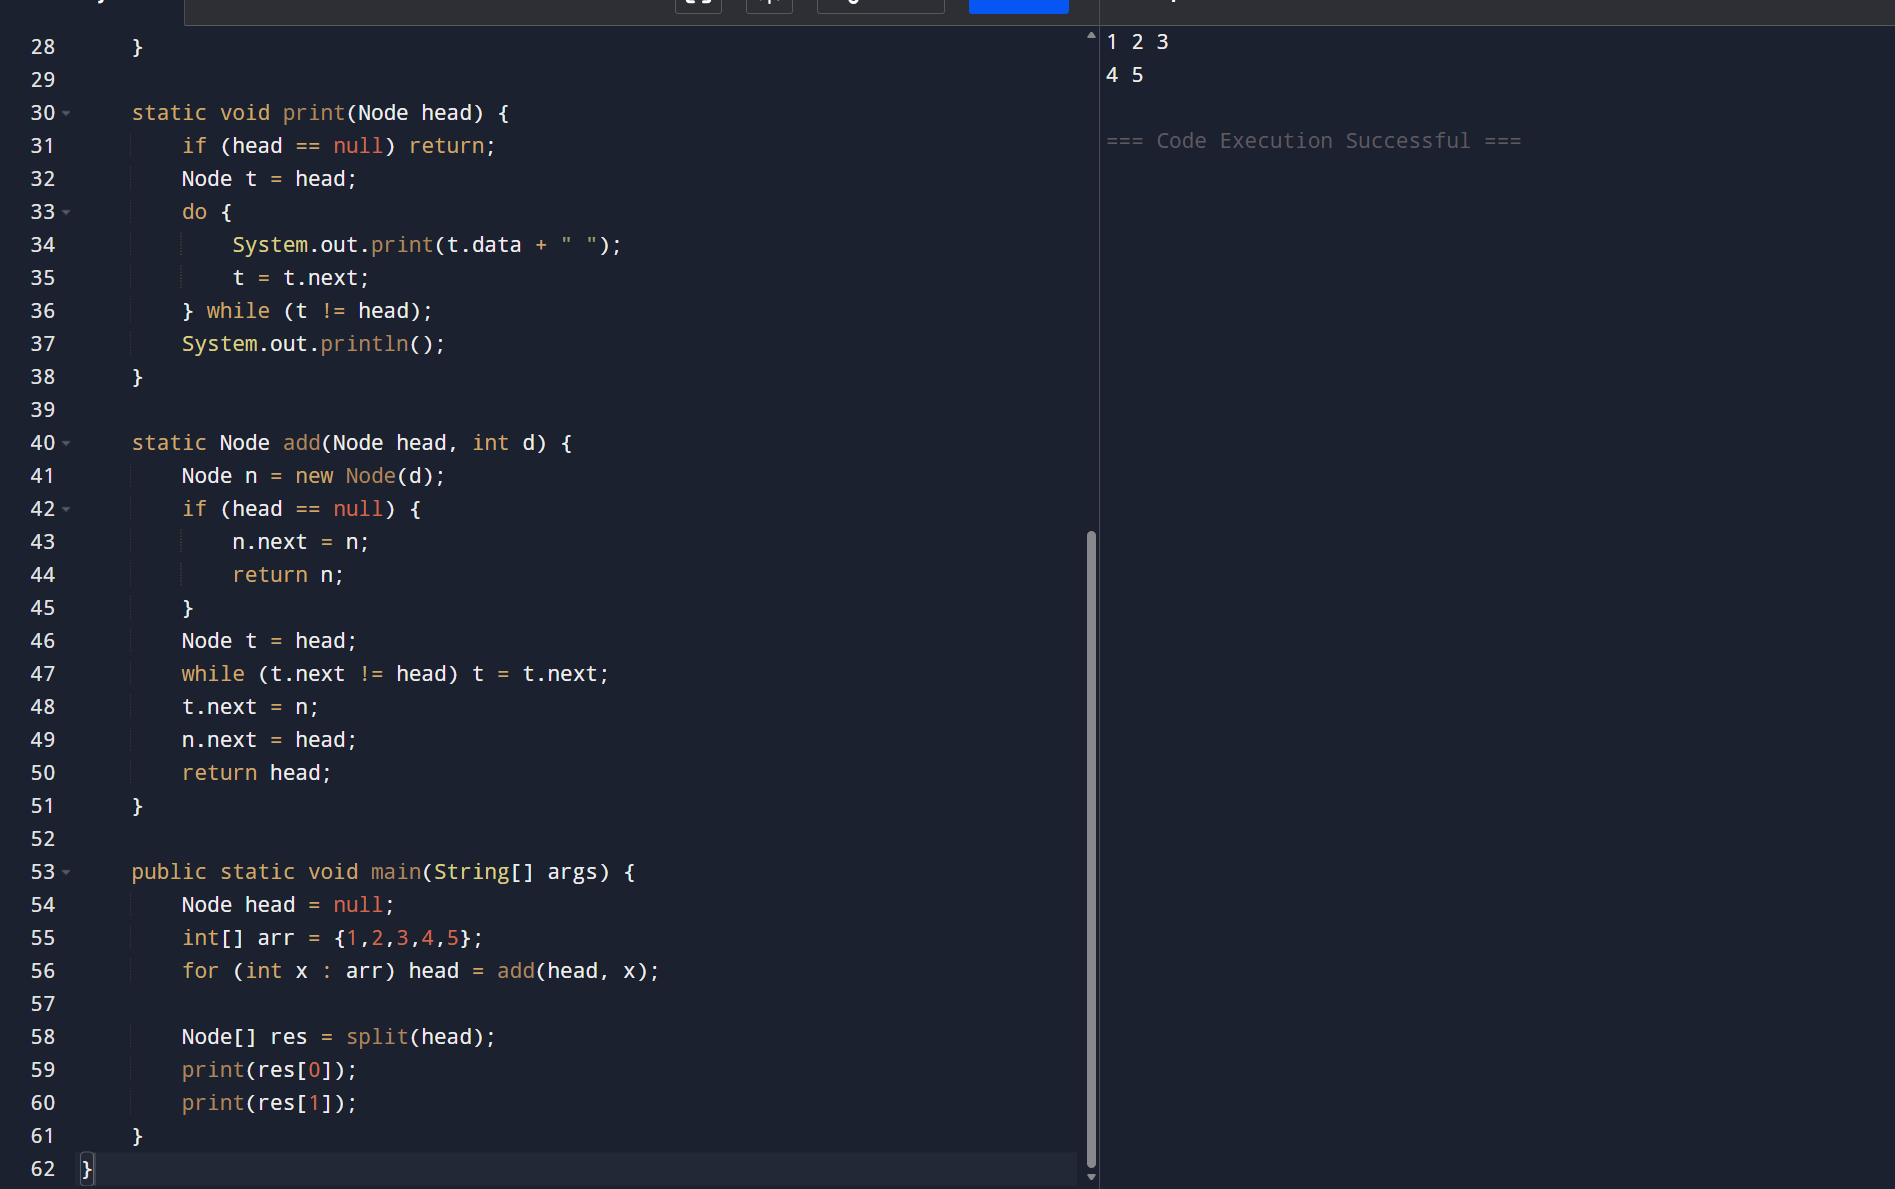 28    }
29
30    static void print(Node head) {
31        if (head == null) return;
32        Node t = head;
33        do {
34            System.out.print(t.data + " ");
35            t = t.next;
36        } while (t != head);
37        System.out.println();
38    }
39
40    static Node add(Node head, int d) {
41        Node n = new Node(d);
42        if (head == null) {
43            n.next = n;
44            return n;
45        }
46        Node t = head;
47        while (t.next != head) t = t.next;
48        t.next = n;
49        n.next = head;
50        return head;
51    }
52
53    public static void main(String[] args) {
54        Node head = null;
55        int[] arr = {1,2,3,4,5};
56        for (int x : arr) head = add(head, x);
57
58        Node[] res = split(head);
59        print(res[0]);
60        print(res[1]);
61    }
62 }
1 2 3
4 5
=== Code Execution Successful ===